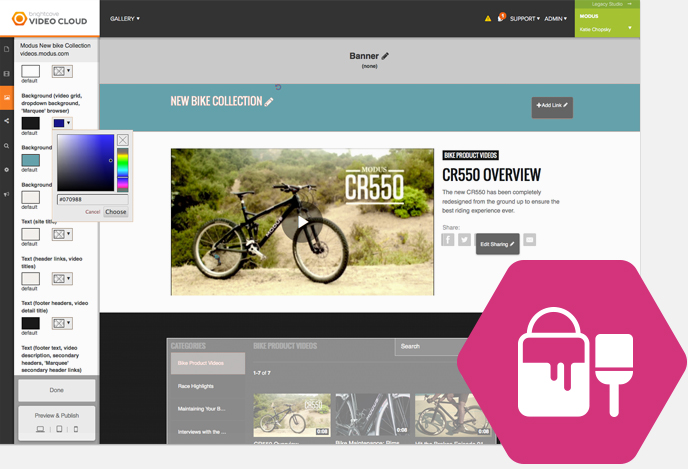 brightcove
VIDEO CLOUD
GALLERY
Legacy Studio
SUPPORT
ADMIN
MODUS
Kate Chopsky
Modus New bike Collection
videos.modus.com
default
Background (video grid,
dropdown background,
'Marquee' browser)
default
Background
default
Background
default
#070988
Cancel
Choose
Text (site title)
default
Text (header links, video
titles)
default
Text (footer headers, video
detail title)
default
Text (footer text, video
description, secondary
headers, 'Marquee'
secondary header links)
Done
Preview & Publish
Banner
(none)
NEW BIKE COLLECTION
+Add Link
MODUS
CR550
BIKE PRODUCT VIDEOS
CR550 OVERVIEW
The new CR550 has been completely
redesigned from the ground up to ensure the
best riding experience ever.
Share:
Edit Sharing
CATEGORIES
Bike Product Videos
Race Highlights
Maintaining Your B...
Interviews with the ...
BIKE PRODUCT VIDEOS
Search
1-7 of 7
CR550
0:08
0:08
0:08
CR550 Overview
Bike Maintenance: Rims